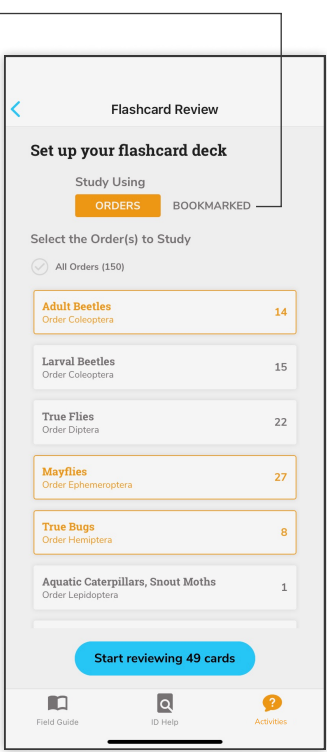 Flashcard Review
Set up your flashcard deck
Study Using
ORDERS BOOKMARKED
Select the Order(s) to Study
All Orders (150)
Adult Beetles
Order Coleoptera
14
Larval Beetles
Order Coleoptera
15
True Flies
Order Diptera
22
Mayflies
Order Ephemeroptera
27
True Bugs
Order Hemiptera
8
Aquatic Caterpillars, Snout Moths
Order Lepidoptera
1
Start reviewing 49 cards
Field Guide ID Help ? Activities